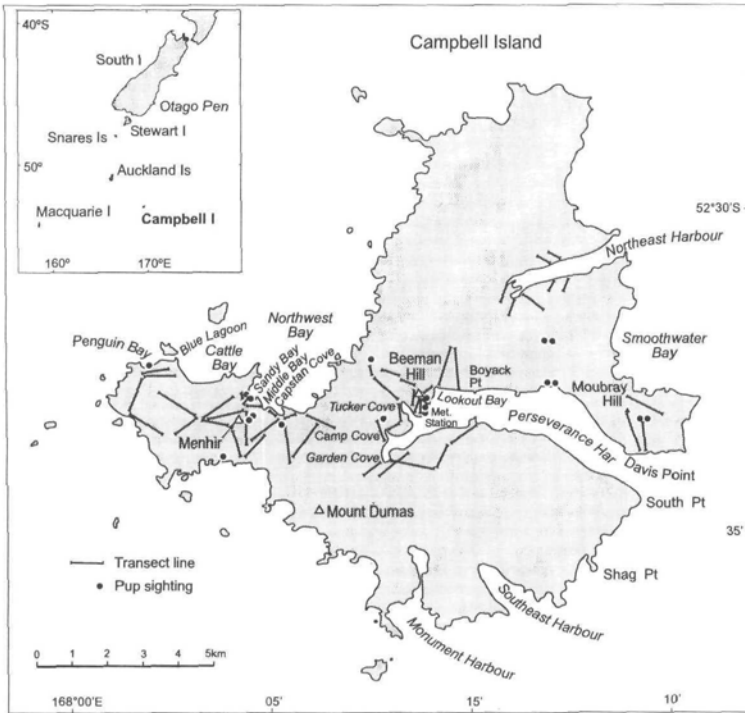 Campbell Island
40°S
South I
Otago Pen
Stewart I
Snares Is
50°
Auckland Is
Macquarie I
Campbell I
160°
170°E
52°30'S
Northeast Harbour
Northwest
Bay
Blue Lagoon
Penguin Bay
Cattle
Bay
Sandy Bay
Middle Bay
Capstan Cove
Smoothwater
Bay
Beeman
Hill
Boyack
Pt
Moubray
Hill
Lookout Bay
Tucker Cove
Met.
Station
Perseverance Har
Menhir
Camp Cove
Garden Cove
Davis Point
South Pt
Mount Dumas
35'
Transect line
Pup sighting
Shag Pt
Southeast Harbour
Monument Harbour
0 1 2 3 4 5km
168°00'E
05'
15'
10'